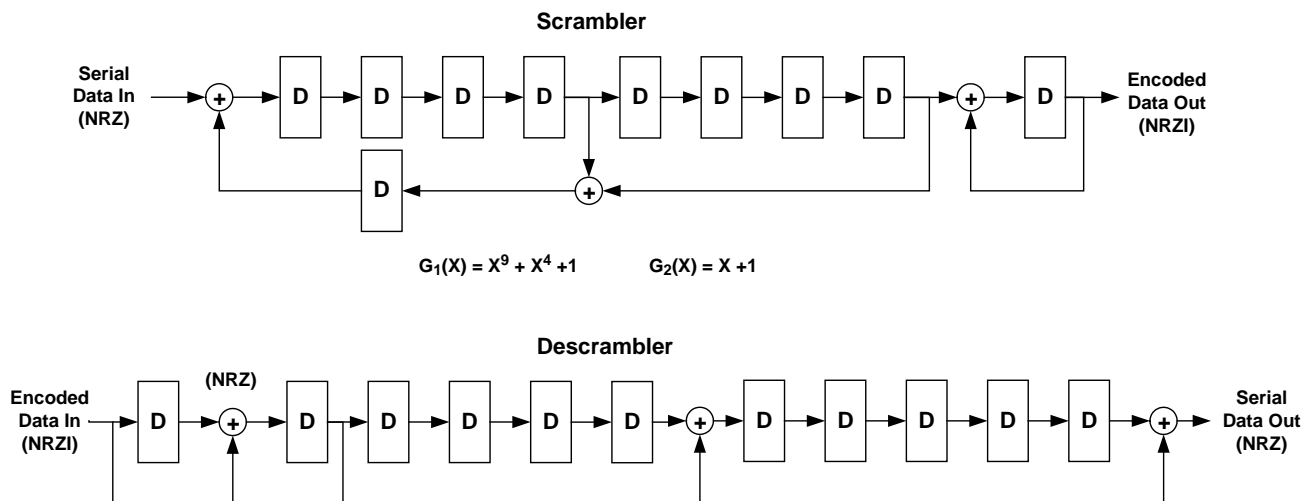 Scrambler
Serial
Data In
(NRZ)
+ D D D D D D D D + D
Encoded
Data Out
(NRZI)
D +
G₁(X) = X⁹ + X⁴ +1 G₂(X) = X +1
Descrambler
Encoded
Data In
(NRZI)
(NRZ)
D + D D D D D + D D D D D +
Serial
Data Out
(NRZ)